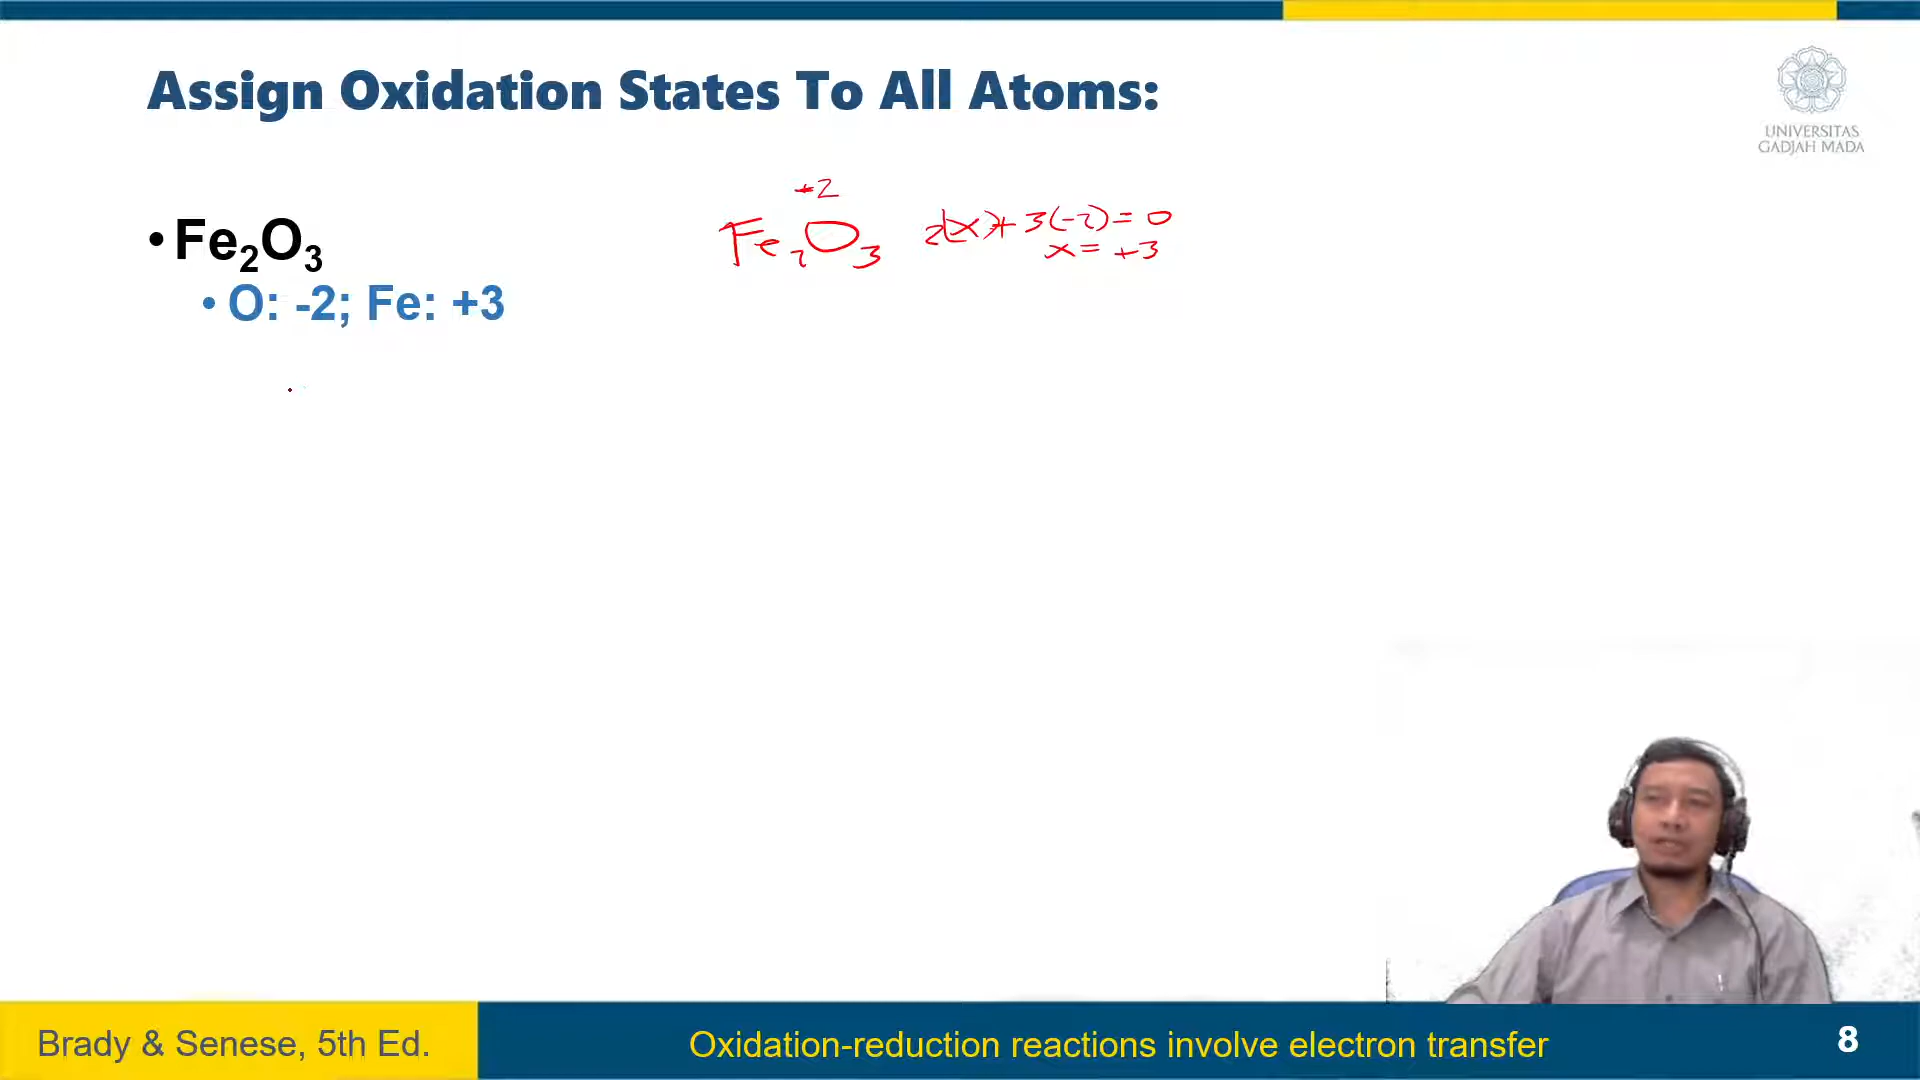 Assign Oxidation States To All Atoms:
UNIVERSITAS
GADJAH MADA
• Fe₂O₃
• O: -2; Fe: +3
-2
Fe₂O₃
2(x)+ 3(-2) = 0
x = +3
Brady & Senese, 5th Ed.
Oxidation-reduction reactions involve electron transfer
8